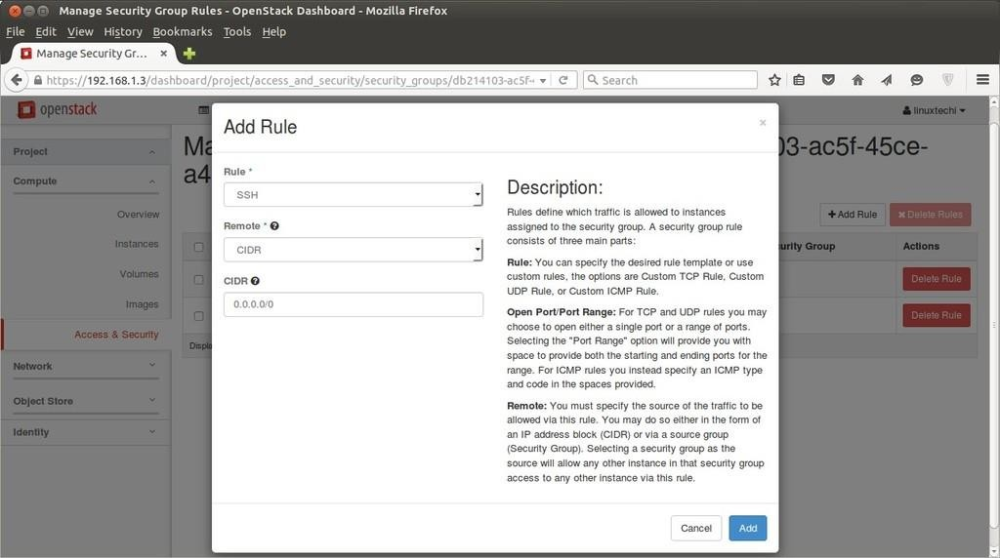 Manage Security Group Rules - OpenStack Dashboard - Mozilla Firefox
File Edit View History Bookmarks Tools Help
Manage Security Gr...
https://192.168.1.3/dashboard/project/access_and_security/security_groups/db214103-ac5f-
Search
openstack
linuxtechi
Project
Compute
Overview
Instances
Volumes
Images
Access & Security
Network
Object Store
Identity
Ma
03-ac5f-45ce-
a4
Add Rule
Delete Rules
urity Group
Actions
Delete Rule
Delete Rule
Displa
Add Rule
Rule *
SSH
Remote *
CIDR
CIDR
0.0.0.0/0
Description:
Rules define which traffic is allowed to instances
assigned to the security group. A security group rule
consists of three main parts:
Rule: You can specify the desired rule template or use
custom rules, the options are Custom TCP Rule, Custom
UDP Rule, or Custom ICMP Rule.
Open Port/Port Range: For TCP and UDP rules you may
choose to open either a single port or a range of ports.
Selecting the "Port Range" option will provide you with
space to provide both the starting and ending ports for the
range. For ICMP rules you instead specify an ICMP type
and code in the spaces provided.
Remote: You must specify the source of the traffic to be
allowed via this rule. You may do so either in the form of
an IP address block (CIDR) or via a source group
(Security Group). Selecting a security group as the
source will allow any other instance in that security group
access to any other instance via this rule.
Cancel
Add